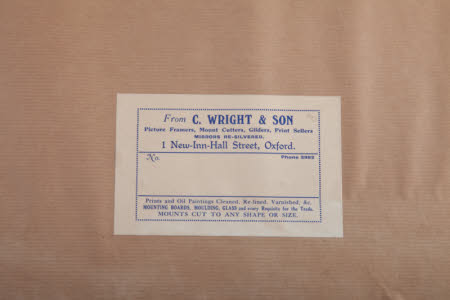 From C. WRIGHT & SON
Picture Framers, Mount Cutters, Gilders, Print Sellers
MIRRORS RE-SILVERED.
1 New-Inn-Hall Street, Oxford.
No. Phone 2982
Prints and Oil Paintings Cleaned, Re-lined, Varnished, &c.
MOUNTING BOARDS, MOULDING, GLASS and every Requisite for the Trade.
MOUNTS CUT TO ANY SHAPE OR SIZE.